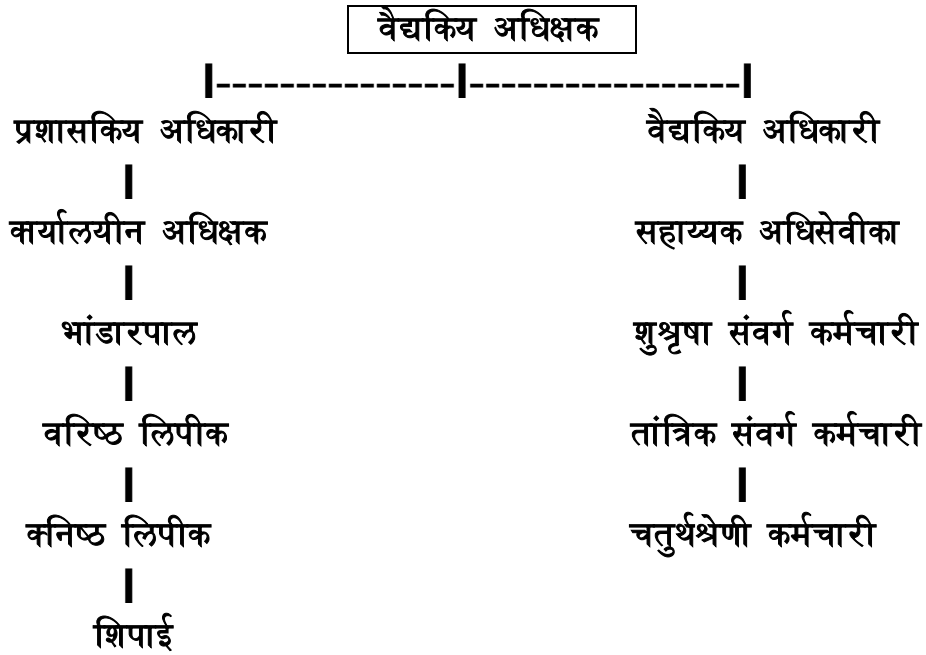 वैद्यकिय अधिक्षक
प्रशासकिय अधिकारी वैद्यकिय अधिकारी
कार्यालयीन अधिक्षक सहाय्यक अधिसेवीका
भांडारपाल शुश्रृषा संवर्ग कर्मचारी
वरिष्ठ लिपीक तांत्रिक संवर्ग कर्मचारी
कनिष्ठ लिपीक चतुर्थश्रेणी कर्मचारी
शिपाई